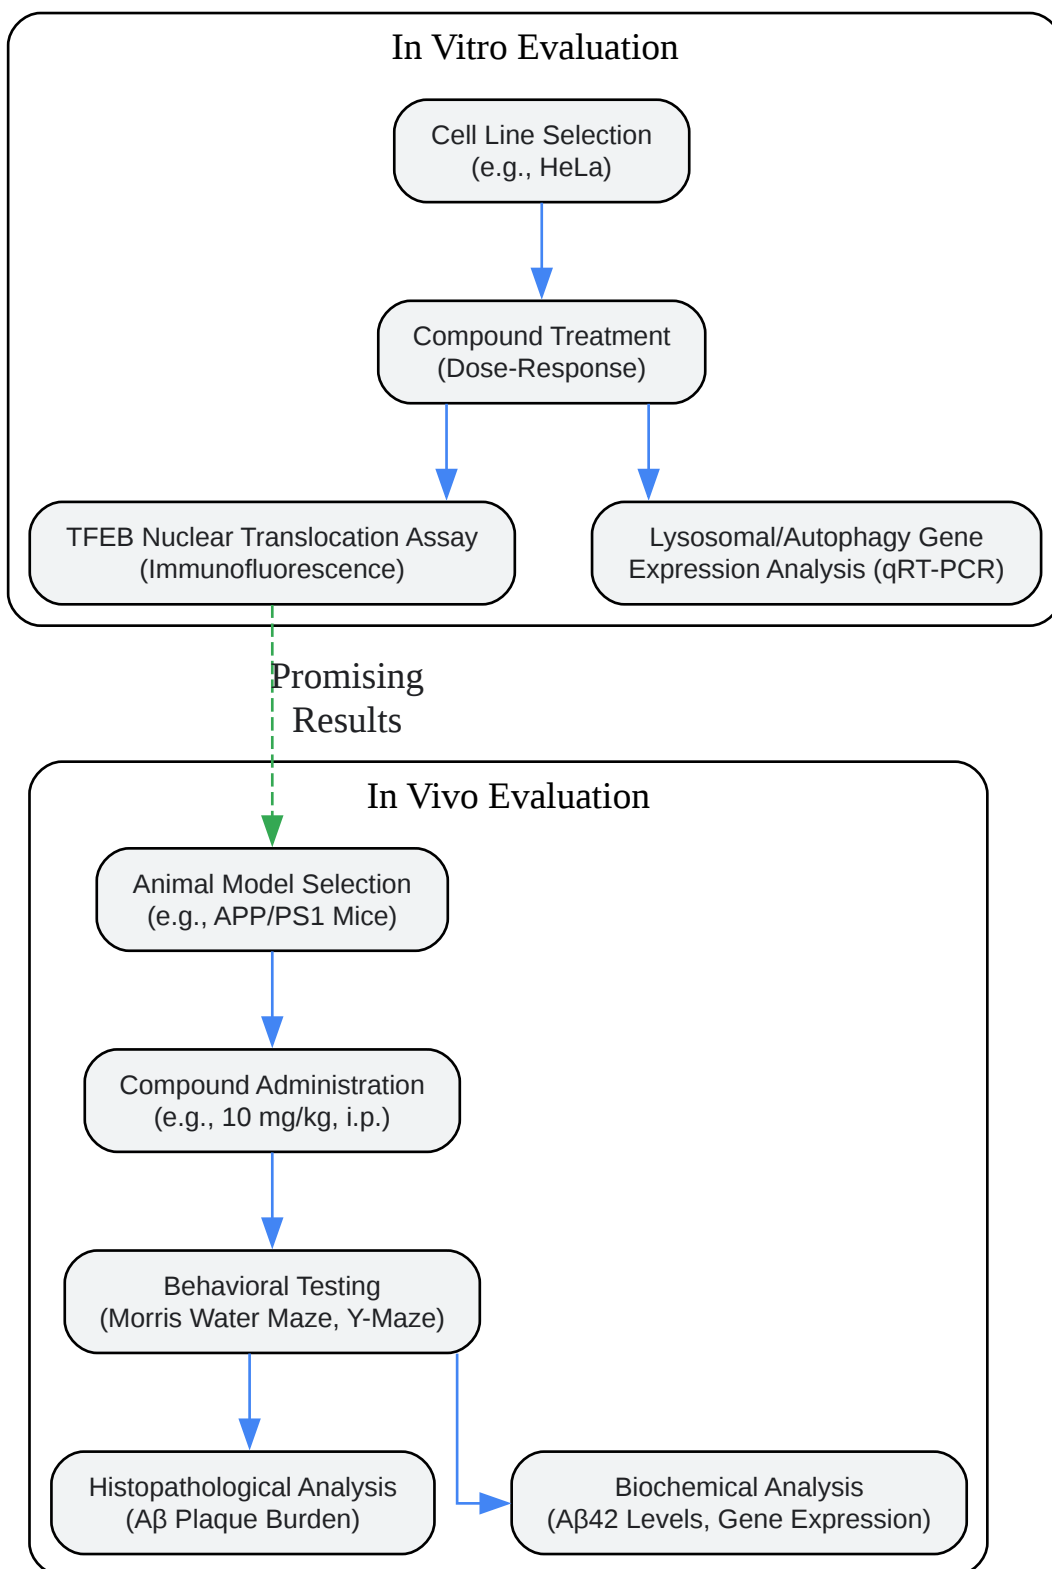 In Vitro Evaluation
Cell Line Selection
(e.g., HeLa)
Compound Treatment
(Dose-Response)
TFEB Nuclear Translocation Assay
(Immunofluorescence)
Lysosomal/Autophagy Gene
Expression Analysis (qRT-PCR)
Promising
Results
In Vivo Evaluation
Animal Model Selection
(e.g., APP/PS1 Mice)
Compound Administration
(e.g., 10 mg/kg, i.p.)
Behavioral Testing
(Morris Water Maze, Y-Maze)
Histopathological Analysis
(Aβ Plaque Burden)
Biochemical Analysis
(Aβ42 Levels, Gene Expression)